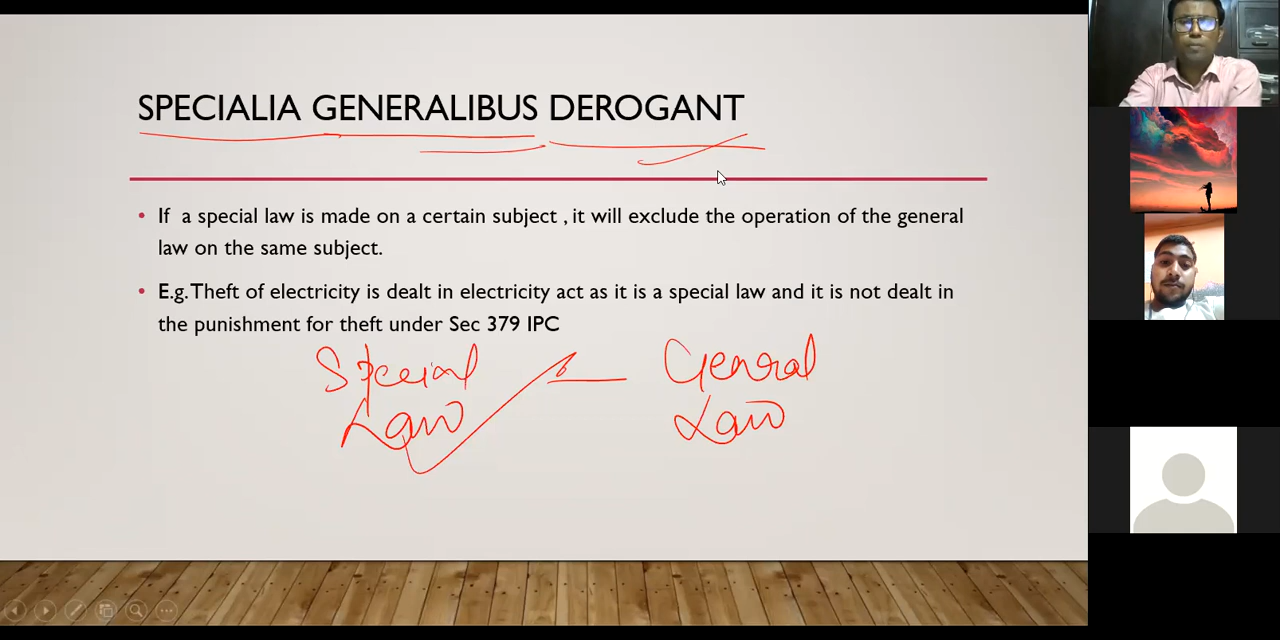 SPECIALIA GENERALIBUS DEROGANT
• If a special law is made on a certain subject , it will exclude the operation of the general
law on the same subject.
• E.g.Theft of electricity is dealt in electricity act as it is a special law and it is not dealt in
the punishment for theft under Sec 379 IPC
Special General
Law Law